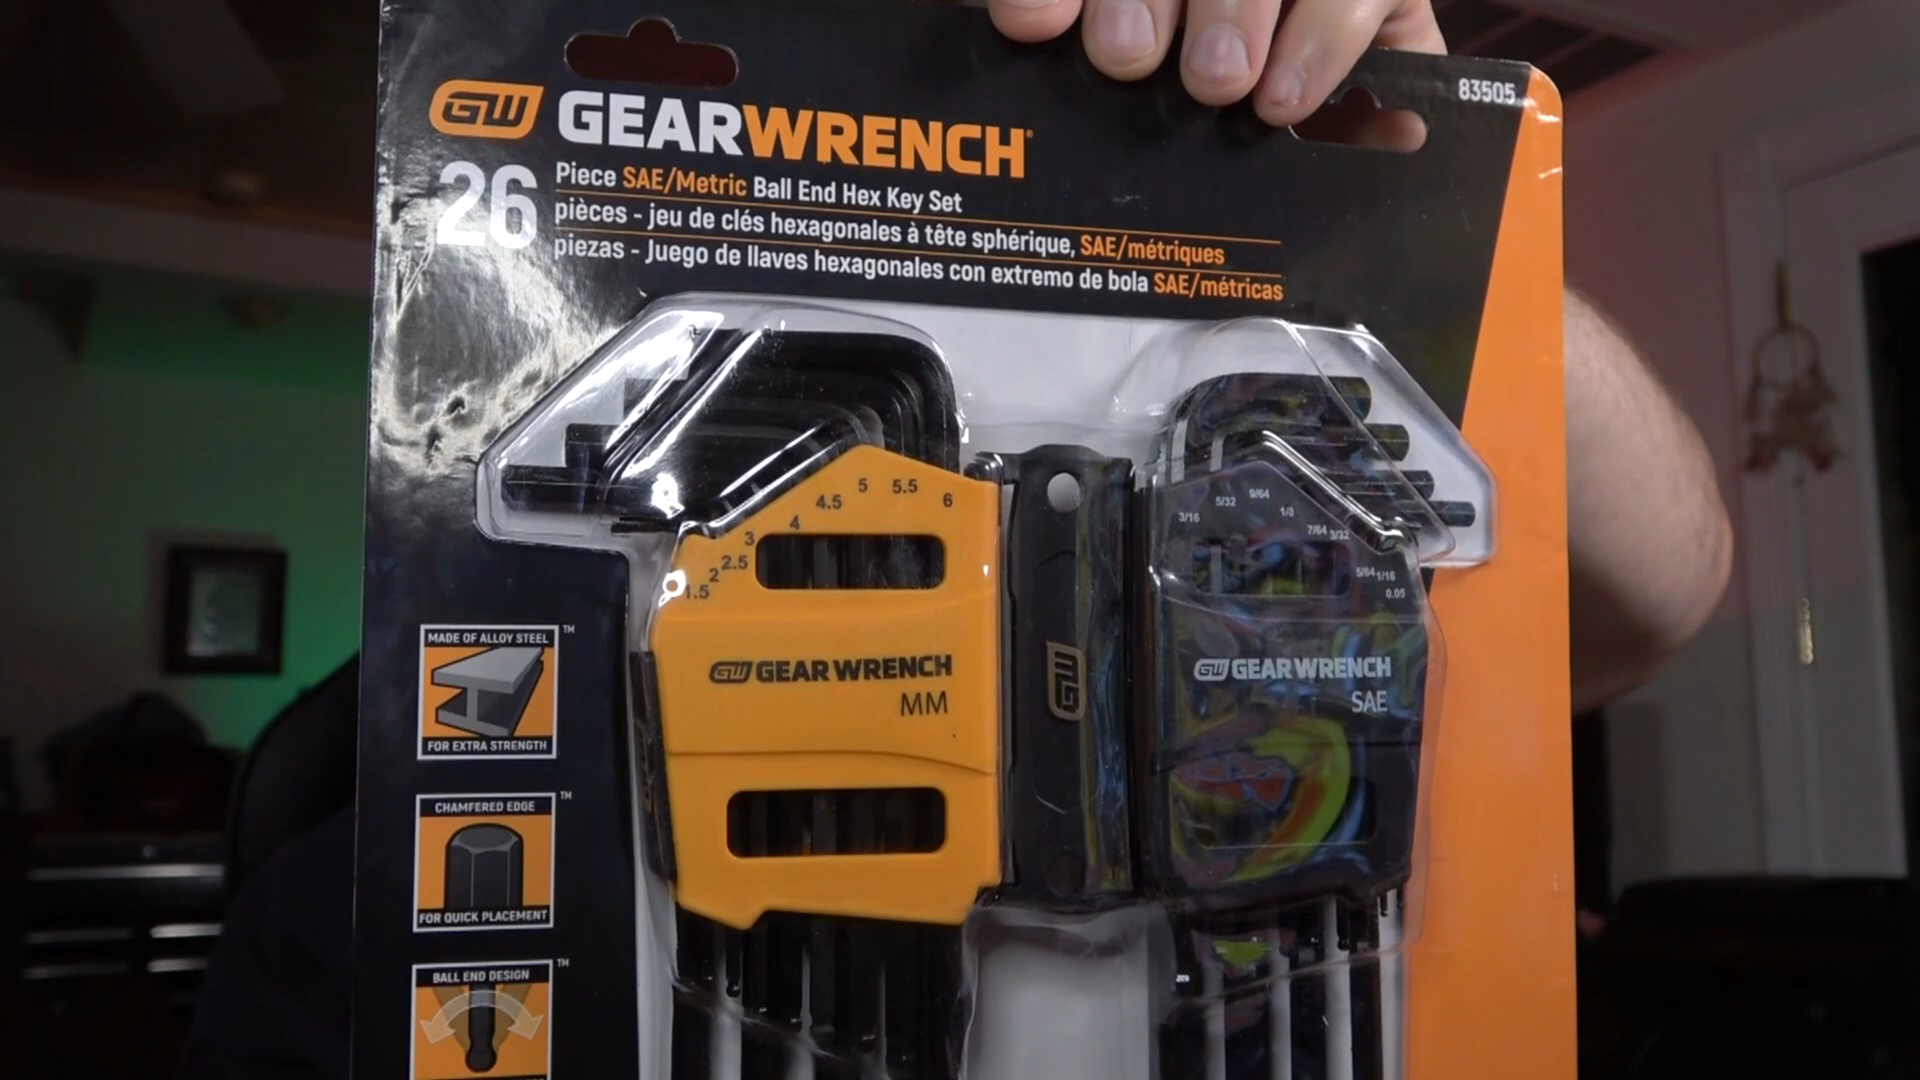 83505
GW GEARWRENCH
26 Piece SAE/Metric Ball End Hex Key Set
pièces - jeu de clés hexagonales à tête sphérique, SAE/métriques
piezas - Juego de llaves hexagonales con extremo de bola SAE/métricas
1.5 2 2.5 3 4 4.5 5 5.5 6
GW GEARWRENCH
MM
GW
3/16 5/32 9/64 1/8 7/64 3/32 5/64 1/16 0.05
GW GEARWRENCH
SAE
MADE OF ALLOY STEEL ™
FOR EXTRA STRENGTH
CHAMFERED EDGE ™
FOR QUICK PLACEMENT
BALL END DESIGN ™